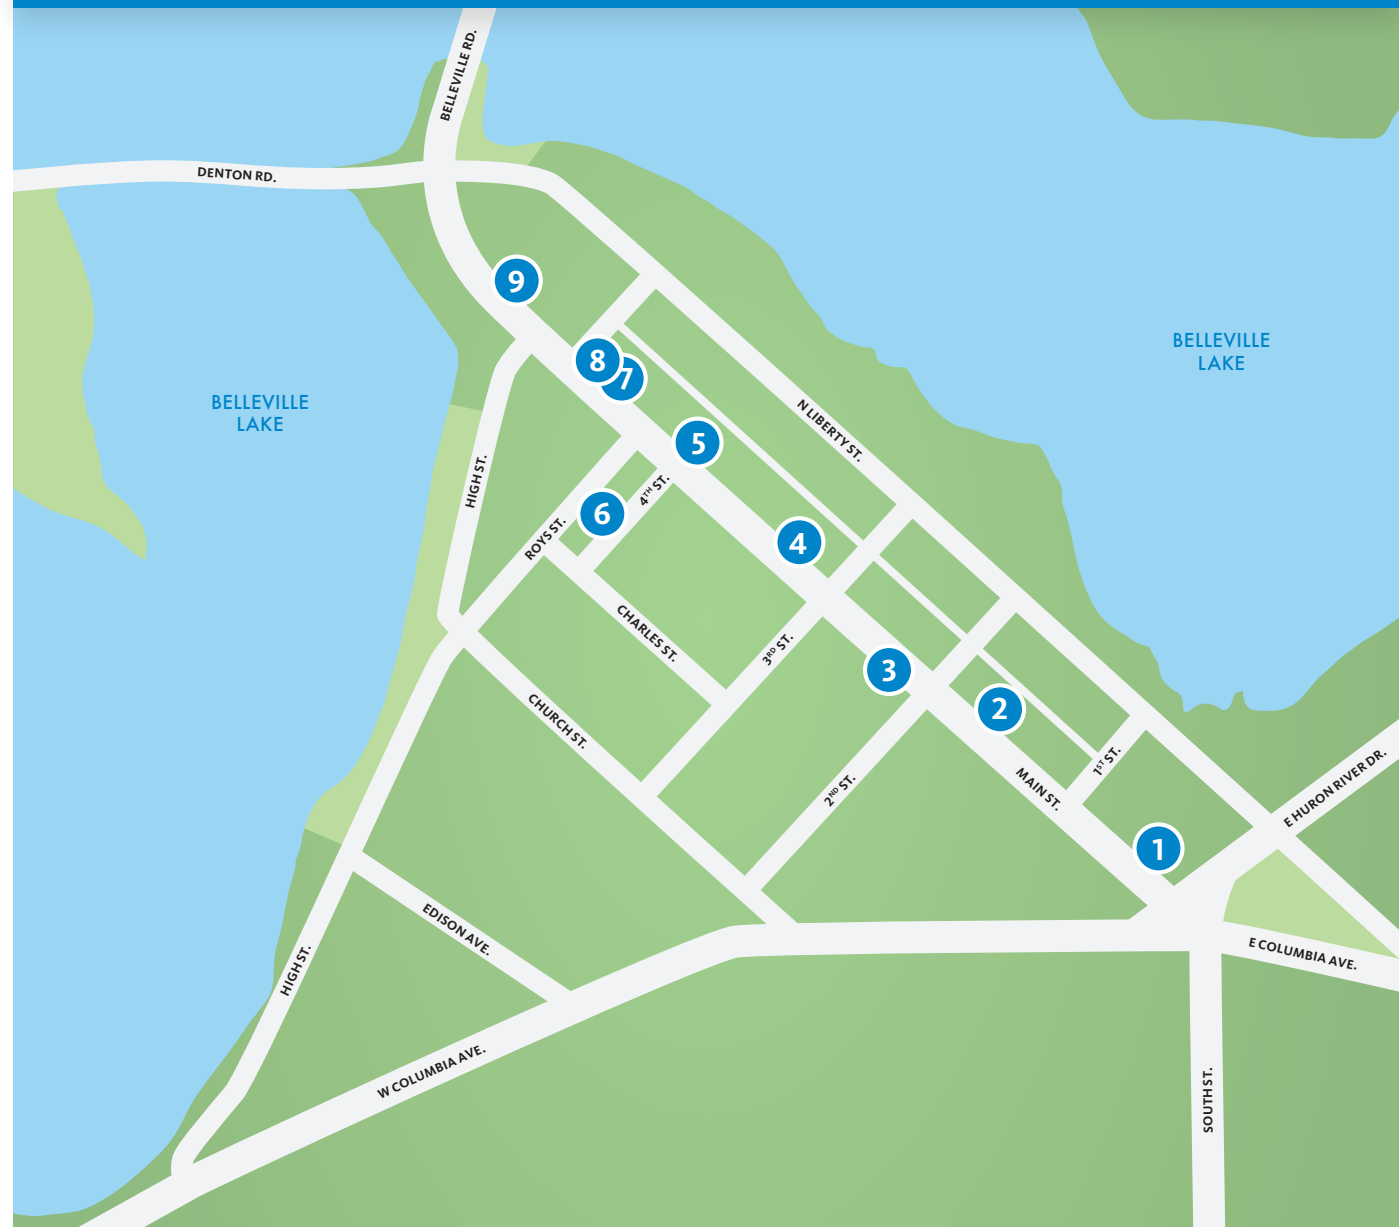 BELLEVILLE RD.
DENTON RD.
9
BELLEVILLE
LAKE
8
7
BELLEVILLE
LAKE
N LIBERTY ST.
5
HIGH ST.
4TH ST.
6
ROYS ST.
4
CHARLES ST.
3RD ST.
3
2
CHURCH ST.
1ST ST.
2ND ST.
MAIN ST.
E HURON RIVER DR.
1
EDISON AVE.
E COLUMBIA AVE.
HIGH ST.
W COLUMBIA AVE.
SOUTH ST.